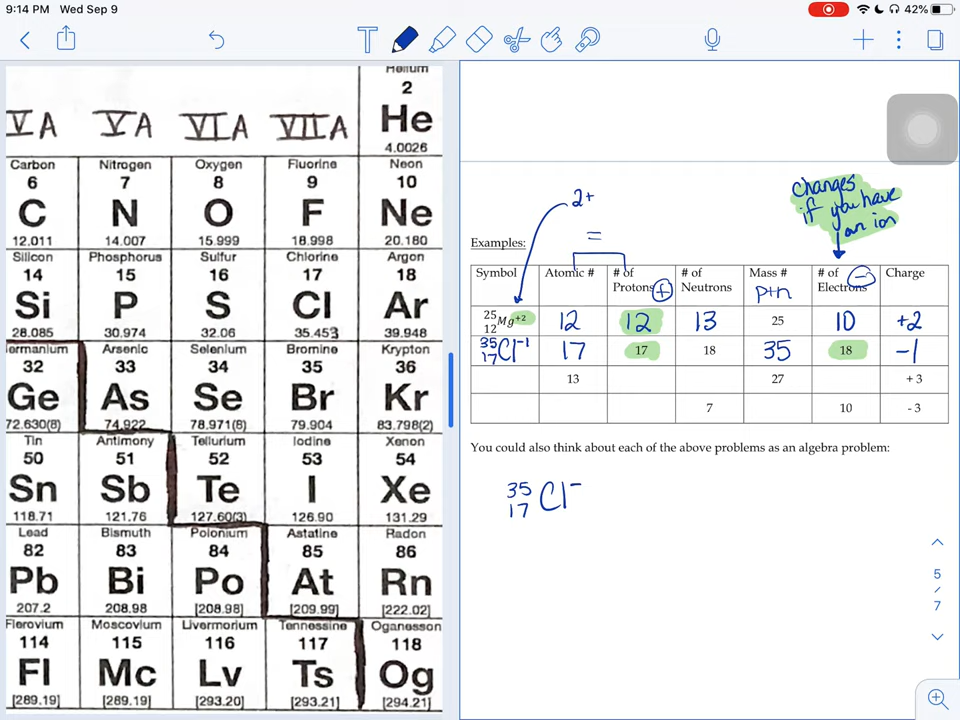 9:14 PM Wed Sep 9
42%
Helium
2
He
4.0026
VA VA VIA VIIA
Carbon Nitrogen Oxygen Fluorine Neon
6 7 8 9 10
C N O F Ne
12.011 14.007 15.999 18.998 20.180
Silicon Phosphorus Sulfur Chlorine Argon
14 15 16 17 18
Si P S Cl Ar
28.085 30.974 32.06 35.453 39.948
ermanium Arsenic Selenium Bromine Krypton
32 33 34 35 36
Ge As Se Br Kr
72.630(8) 74.922 78.971(8) 79.904 83.798(2)
Tin Antimony Tellurium Iodine Xenon
50 51 52 53 54
Sn Sb Te I Xe
118.71 121.76 127.60(3) 126.90 131.29
Lead Bismuth Polonium Astatine Radon
82 83 84 85 86
Pb Bi Po At Rn
207.2 208.98 [208.98] [209.99] [222.02]
Flerovium Moscovium Livermorium Tennessine Oganesson
114 115 116 117 118
Fl Mc Lv Ts Og
[289.19] [289.19] [293.20] [293.21] [294.21]
changes
if you have
an ion
2+
=
Examples:
Symbol Atomic # # of Protons + # of Neutrons Mass # p+n # of Electrons − Charge
25 12 Mg+2 12 12 13 25 10 +2
35 17 Cl-1 17 17 18 35 18 -1
13 27 + 3
7 10 - 3
You could also think about each of the above problems as an algebra problem:
35
17 Cl-
5
/
7